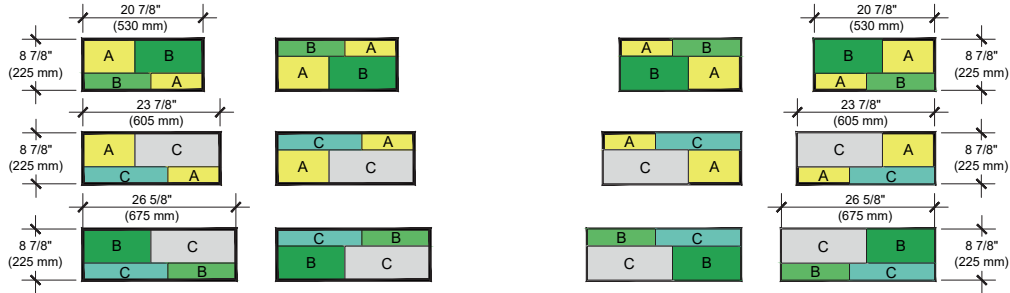 20 7/8"
(530 mm)
20 7/8"
(530 mm)
8 7/8"
(225 mm)
A B
B A
B A
A B
A B
B A
B A
A B
8 7/8"
(225 mm)
23 7/8"
(605 mm)
23 7/8"
(605 mm)
8 7/8"
(225 mm)
A C
C A
C A
A C
A C
C A
C A
A C
8 7/8"
(225 mm)
26 5/8"
(675 mm)
26 5/8"
(675 mm)
8 7/8"
(225 mm)
B C
C B
C B
B C
B C
C B
C B
B C
8 7/8"
(225 mm)